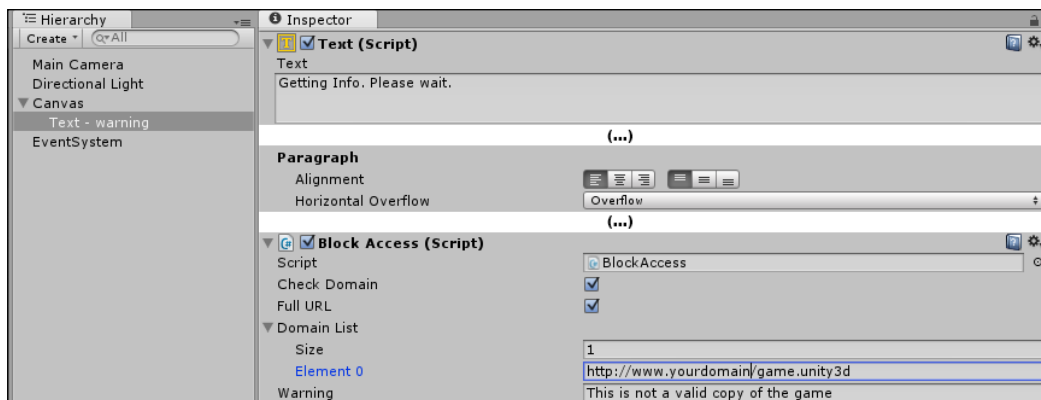 Hierarchy
Create
All
Main Camera
Directional Light
Canvas
Text - warning
EventSystem
Inspector
Text (Script)
Text
Getting Info. Please wait.
(...)
Paragraph
Alignment
Horizontal Overflow Overflow
(...)
Block Access (Script)
Script BlockAccess
Check Domain
Full URL
Domain List
Size 1
Element 0 http://www.yourdomain/game.unity3d
Warning This is not a valid copy of the game